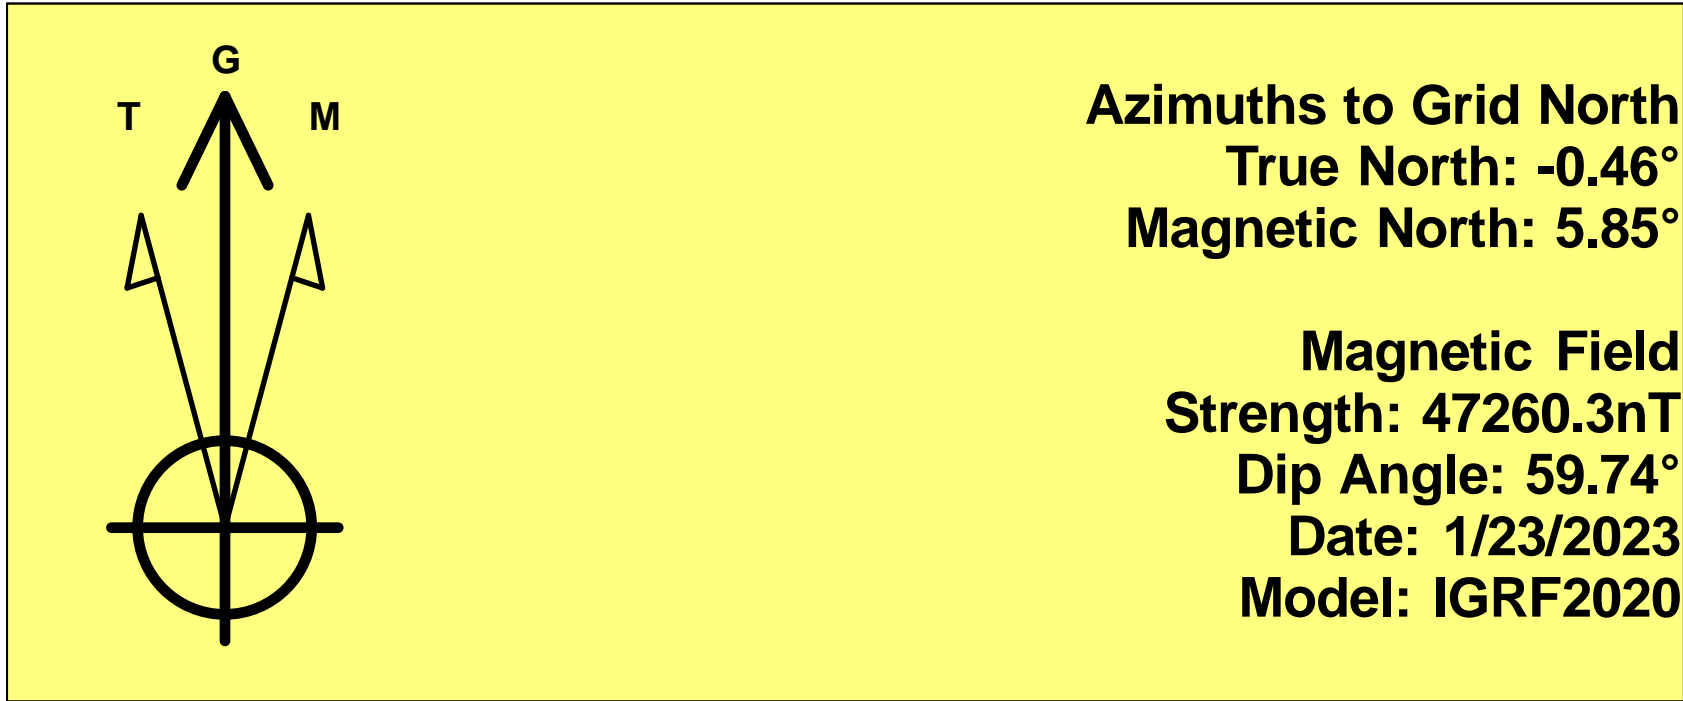 G
T M
Azimuths to Grid North
True North: -0.46°
Magnetic North: 5.85°
Magnetic Field
Strength: 47260.3nT
Dip Angle: 59.74°
Date: 1/23/2023
Model: IGRF2020